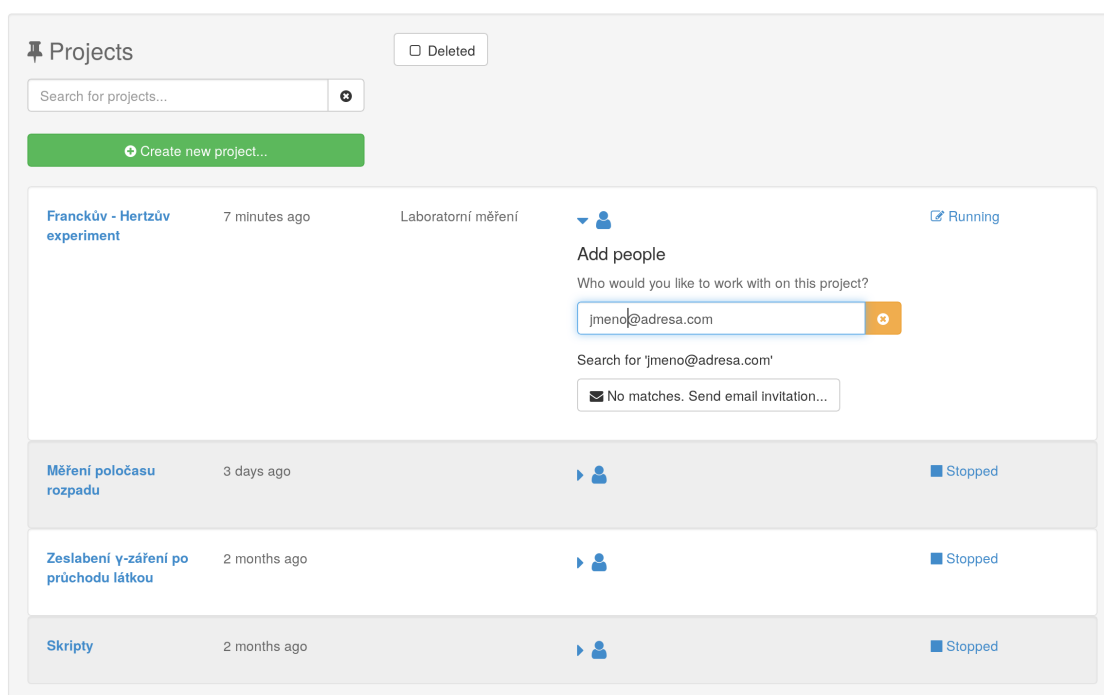 Projects
Deleted
Search for projects...
Create new project...
Franckův - Hertzův
experiment
7 minutes ago
Laboratorní měření
Running
Add people
Who would you like to work with on this project?
jmeno@adresa.com
Search for 'jmeno@adresa.com'
No matches. Send email invitation...
Měření poločasu
rozpadu
3 days ago
Stopped
Zeslabení γ-záření po
průchodu látkou
2 months ago
Stopped
Skripty
2 months ago
Stopped